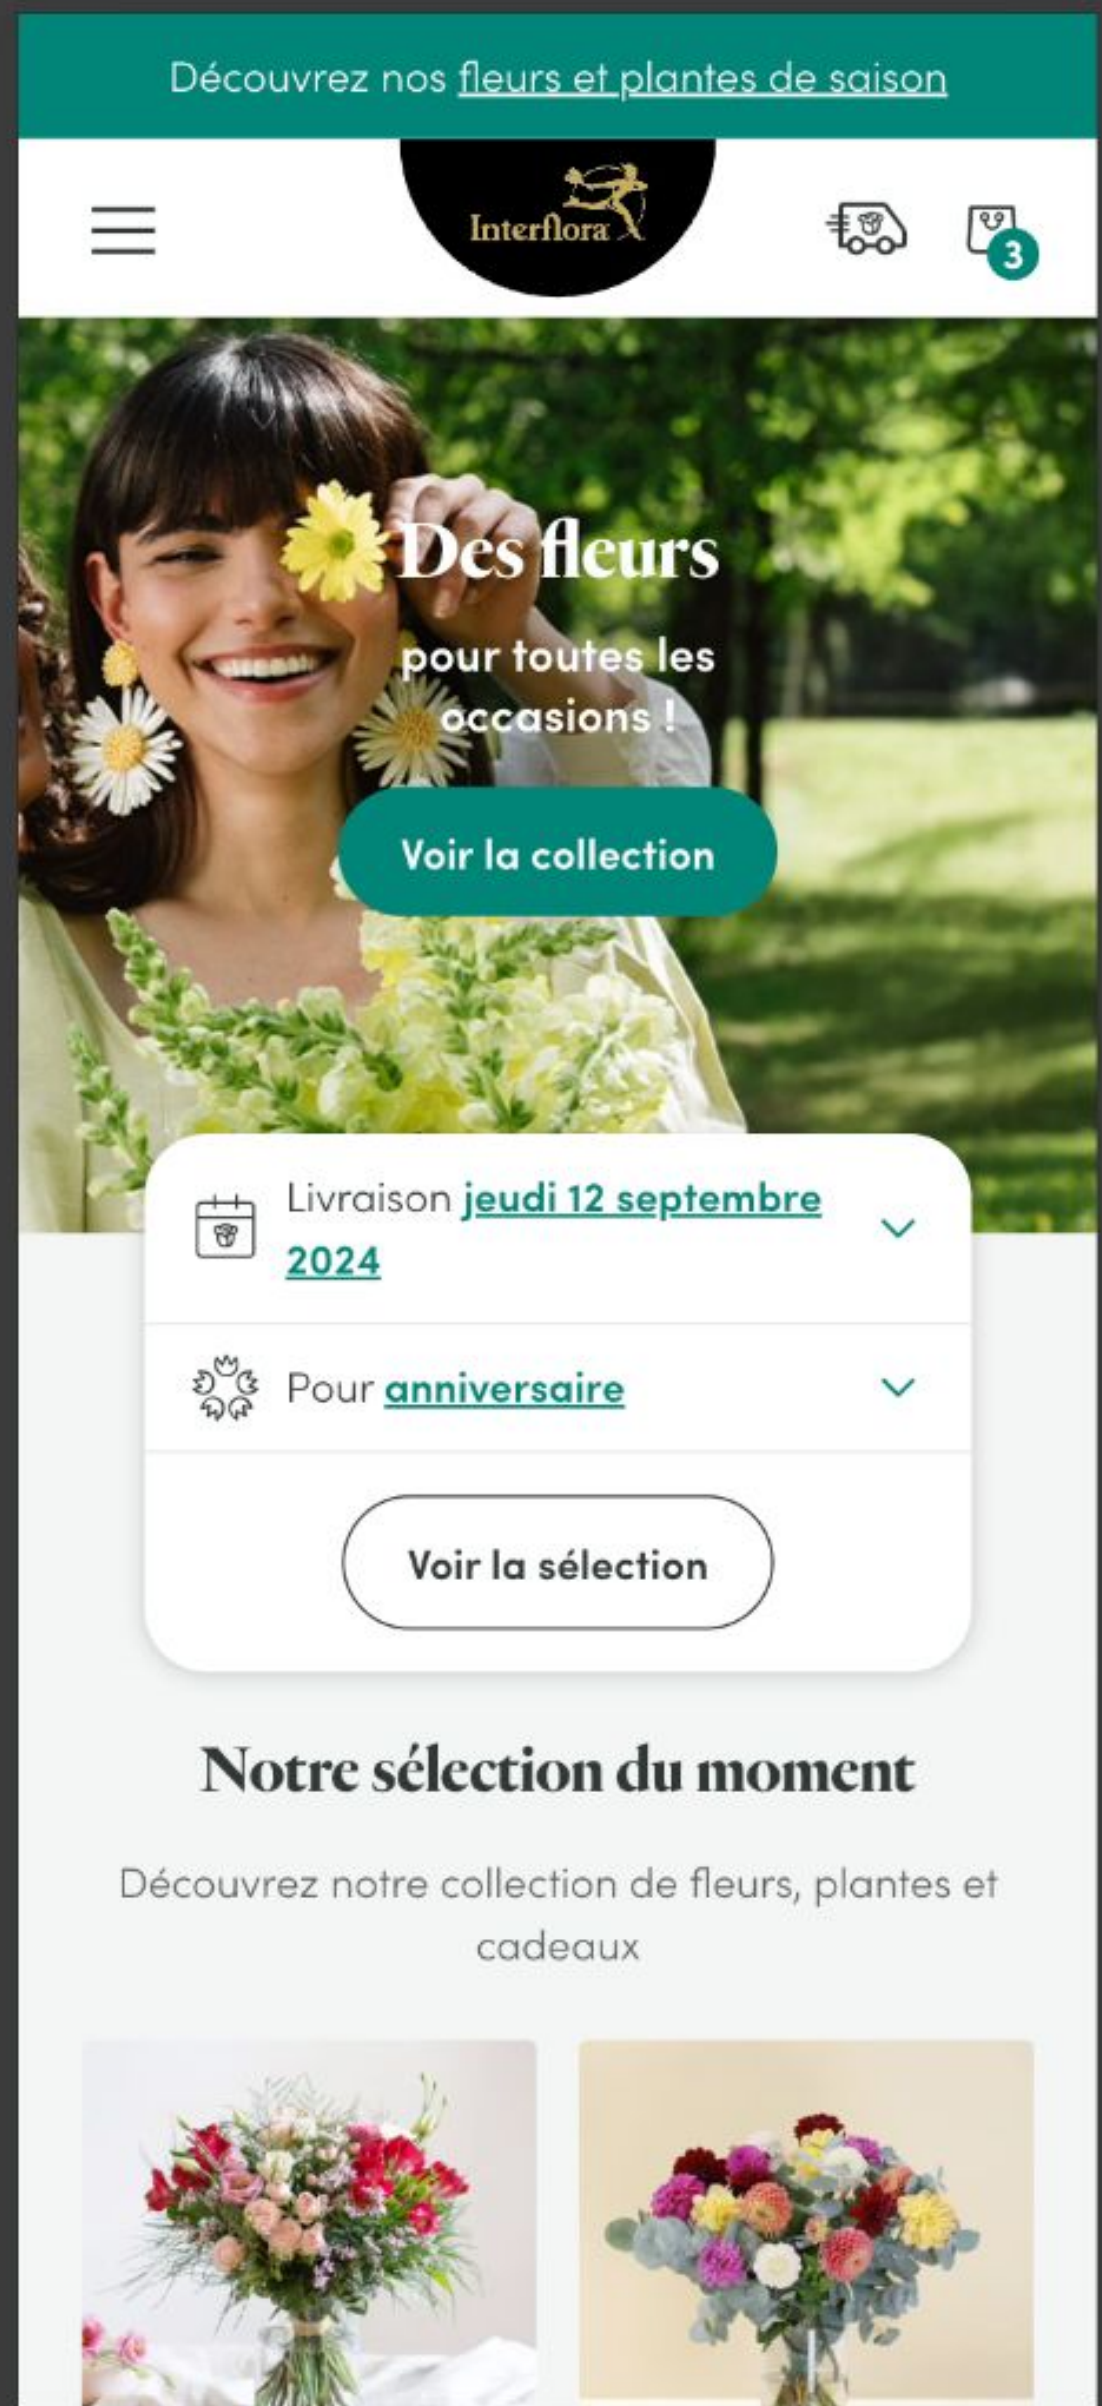 Découvrez nos fleurs et plantes de saison
Interflora
3
Des fleurs
pour toutes les
occasions !
Voir la collection
Livraison jeudi 12 septembre
2024
Pour anniversaire
Voir la sélection
Notre sélection du moment
Découvrez notre collection de fleurs, plantes et
cadeaux